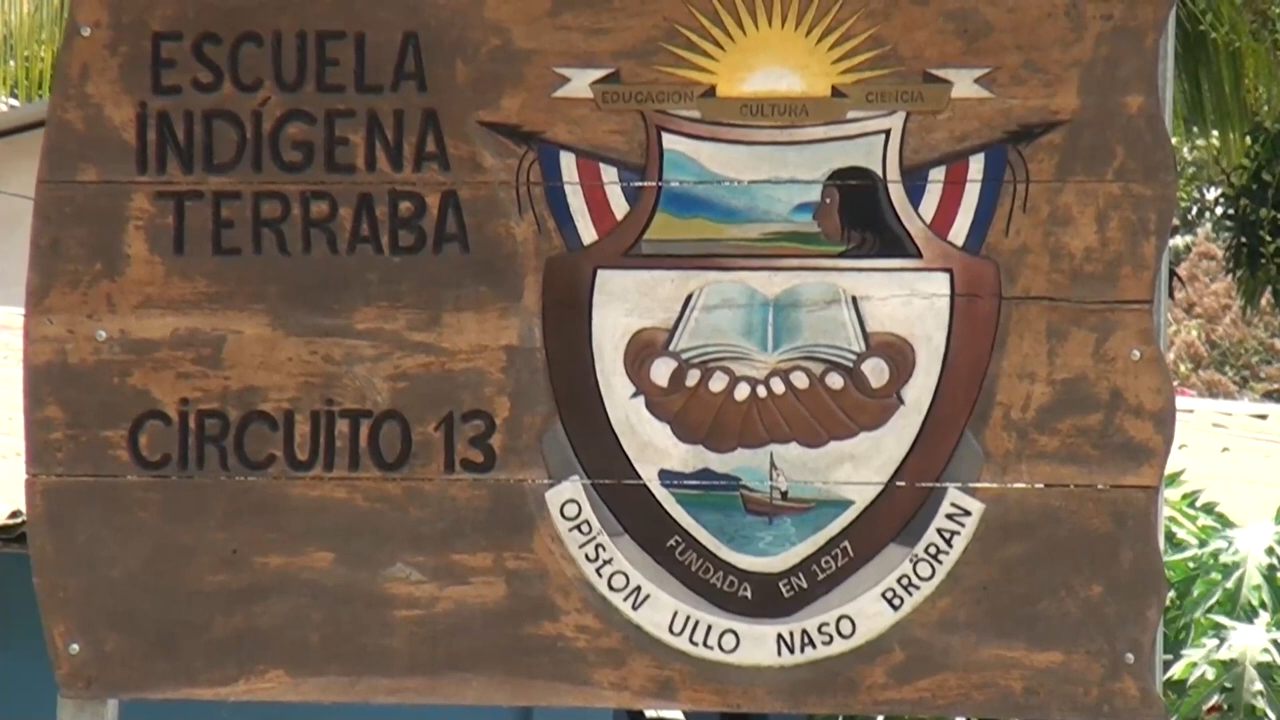 ESCUELA
INDÍGENA
TERRABA
CIRCUITO 13
EDUCACION CULTURA CIENCIA
FUNDADA EN 1927
OPISŁON ULLO NASO BRÖRAN